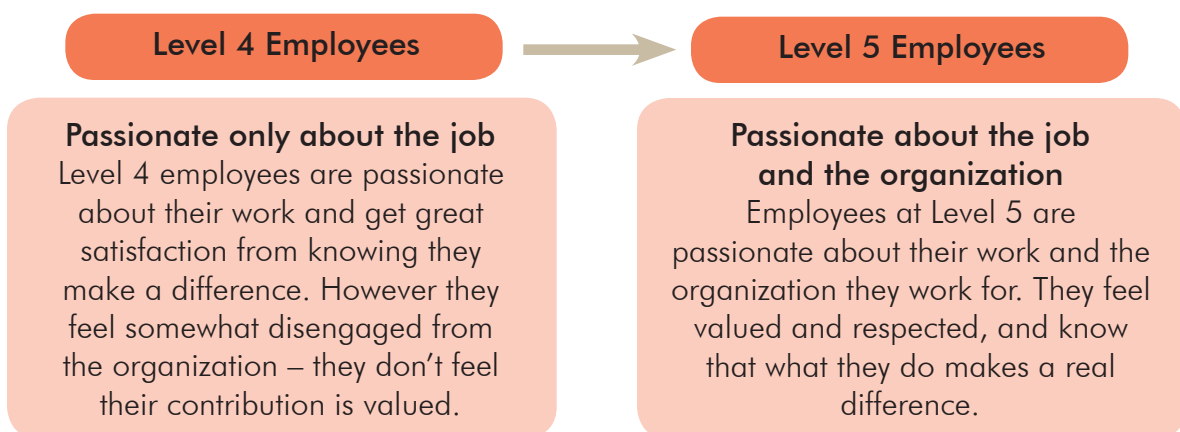 Level 4 Employees
Level 5 Employees
Passionate only about the job
Level 4 employees are passionate
about their work and get great
satisfaction from knowing they
make a difference. However they
feel somewhat disengaged from
the organization – they don’t feel
their contribution is valued.
Passionate about the job
and the organization
Employees at Level 5 are
passionate about their work and the
organization they work for. They feel
valued and respected, and know
that what they do makes a real
difference.